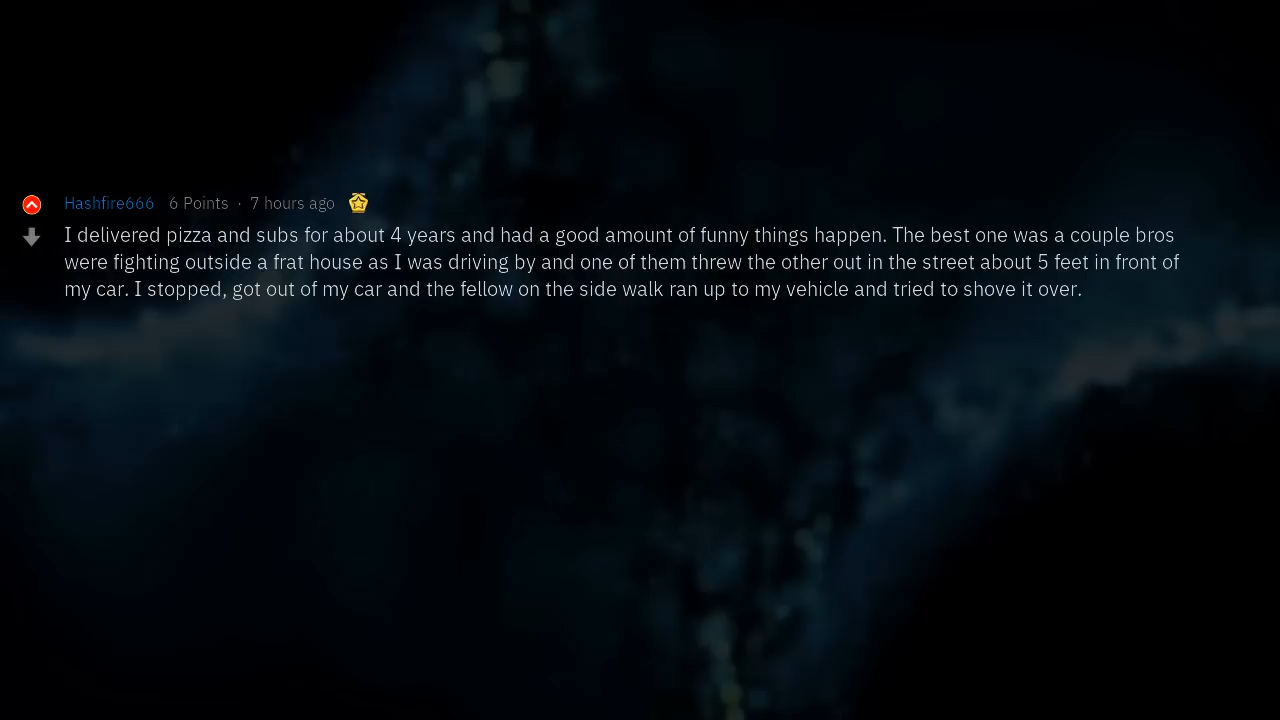 Hashfire666 6 Points · 7 hours ago
I delivered pizza and subs for about 4 years and had a good amount of funny things happen. The best one was a couple bros
were fighting outside a frat house as I was driving by and one of them threw the other out in the street about 5 feet in front of
my car. I stopped, got out of my car and the fellow on the side walk ran up to my vehicle and tried to shove it over.